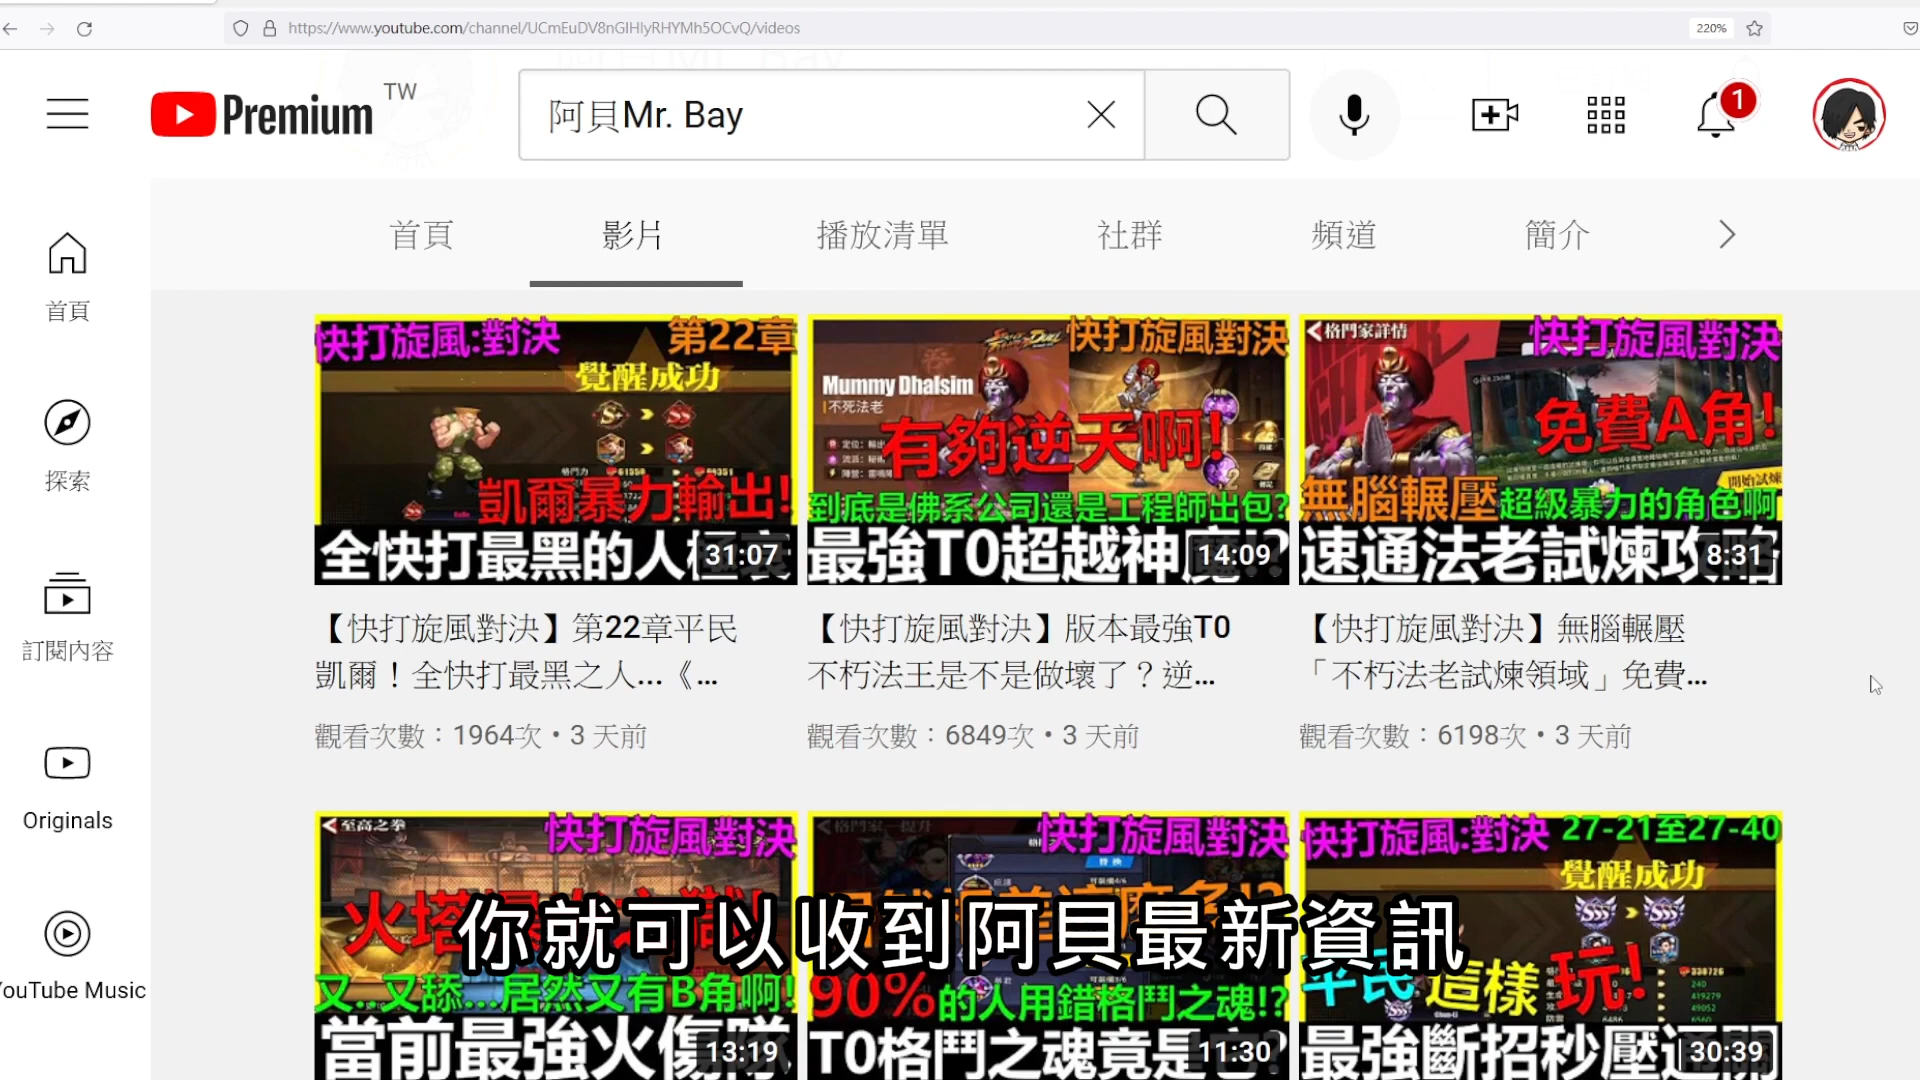 https://www.youtube.com/channel/UCmEuDV8nGIHlyRHYMh5OCvQ/videos
220%
Premium
TW
阿貝Mr. Bay
1
首頁
影片
播放清單
社群
頻道
簡介
首頁
探索
訂閱內容
Originals
YouTube Music
快打旋風:對決
第22章
覺醒成功
凱爾暴力輸出!
全快打最黑的人
31:07
快打旋風對決
Mummy Dhalsim
不死法老
有夠逆天啊!
到底是佛系公司還是工程師出包?
最強T0超越神魔!?
14:09
格鬥家詳情
快打旋風對決
免費A角!
開始試煉
無腦輾壓超級暴力的角色啊
速通法老試煉攻略
8:31
【快打旋風對決】第22章平民
凱爾！全快打最黑之人...《...
觀看次數：1964次 • 3 天前
【快打旋風對決】版本最強T0
不朽法王是不是做壞了？逆...
觀看次數：6849次 • 3 天前
【快打旋風對決】無腦輾壓
「不朽法老試煉領域」免費...
觀看次數：6198次 • 3 天前
至高之拳
快打旋風對決
火塔
又..又舔...居然又有B角啊!
當前最強火傷隊
13:19
快打旋風對決
替換
90%的人用錯格鬥之魂!?
T0格鬥之魂竟是
11:30
快打旋風:對決
27-21至27-40
覺醒成功
平民這樣玩!
最強斷招秒壓通關
30:39
你就可以收到阿貝最新資訊